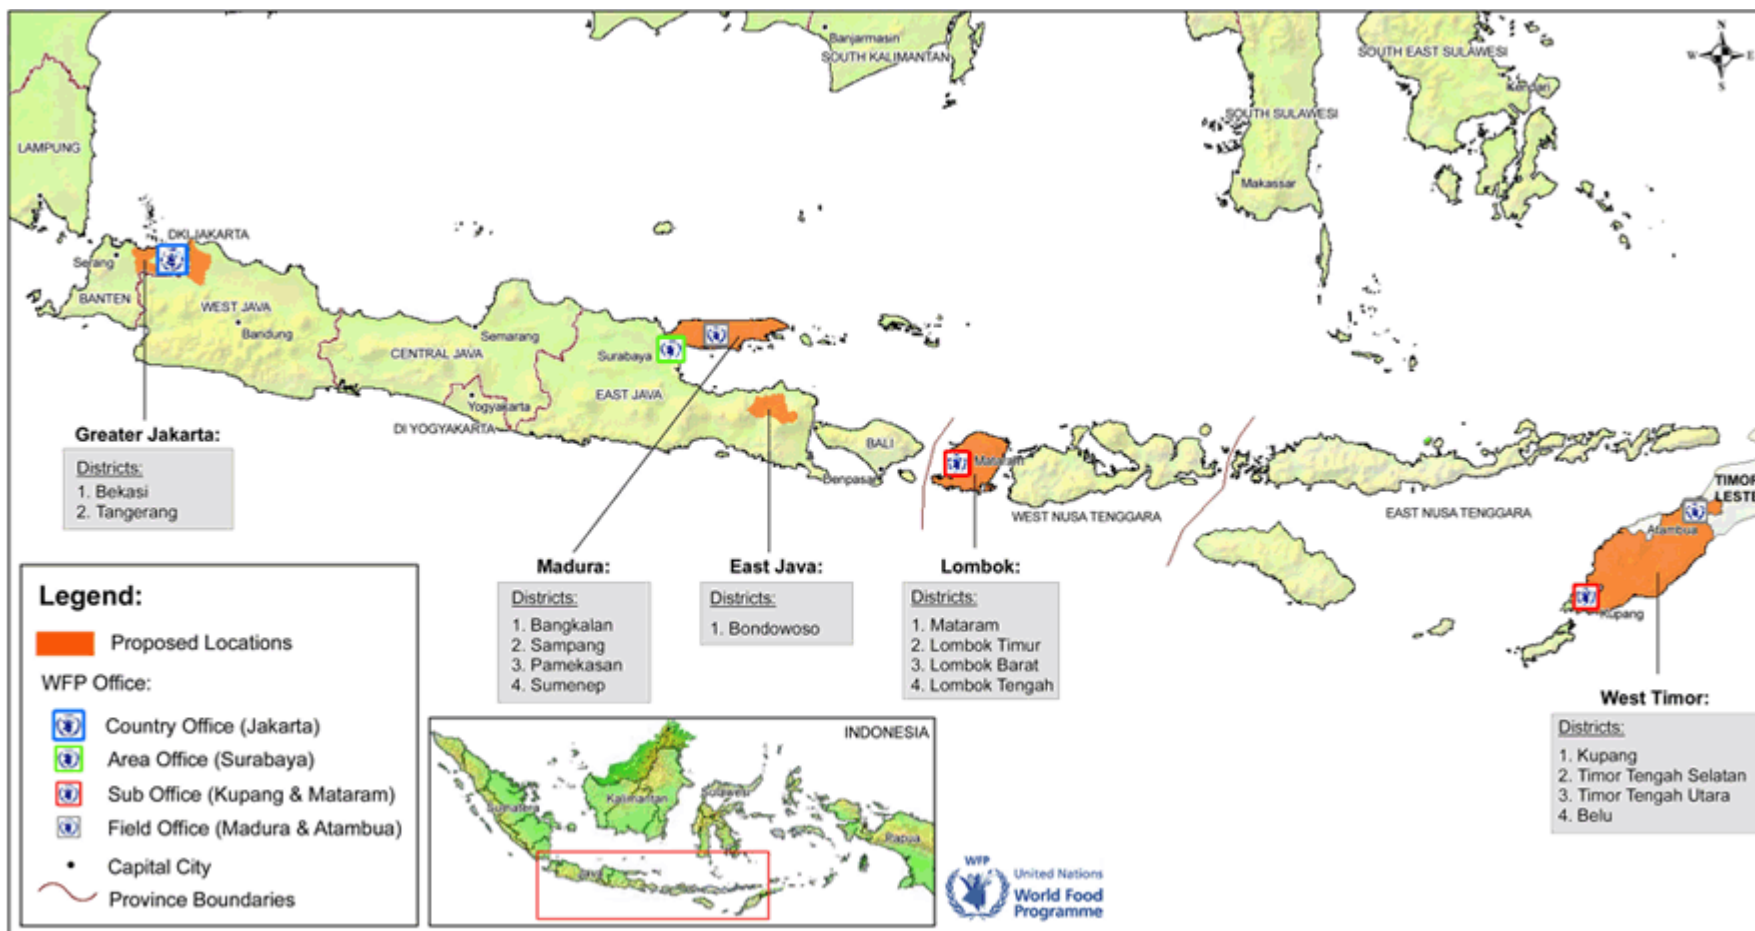 Banjarmasin
SOUTH KALIMANTAN
SOUTH EAST SULAWESI
Kendari
SOUTH SULAWESI
Makassar
N
W E
S
LAMPUNG
DKI JAKARTA
Serang
BANTEN
WEST JAVA
Bandung
Semarang
CENTRAL JAVA
Yogyakarta
DI YOGYAKARTA
Surabaya
EAST JAVA
BALI
Denpasar
Mataram
WEST NUSA TENGGARA
EAST NUSA TENGGARA
TIMOR
LESTE
Atambua
Kupang
Greater Jakarta:
Districts:
1. Bekasi
2. Tangerang
Madura:
Districts:
1. Bangkalan
2. Sampang
3. Pamekasan
4. Sumenep
East Java:
Districts:
1. Bondowoso
Lombok:
Districts:
1. Mataram
2. Lombok Timur
3. Lombok Barat
4. Lombok Tengah
West Timor:
Districts:
1. Kupang
2. Timor Tengah Selatan
3. Timor Tengah Utara
4. Belu
Legend:
Proposed Locations
WFP Office:
Country Office (Jakarta)
Area Office (Surabaya)
Sub Office (Kupang & Mataram)
Field Office (Madura & Atambua)
Capital City
Province Boundaries
INDONESIA
Sumatera
Kalimantan
Sulawesi
Papua
Java
WFP
United Nations
World Food
Programme